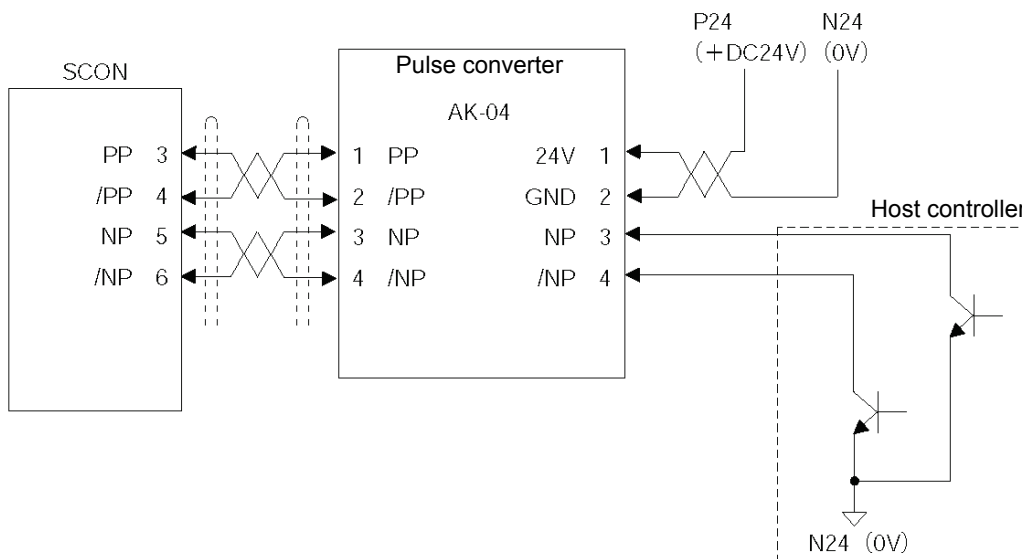 P24 N24
(+DC24V) (0V)
SCON
Pulse converter
AK-04
PP 3
/PP 4
NP 5
/NP 6
1 PP
2 /PP
3 NP
4 /NP
24V 1
GND 2
NP 3
/NP 4
Host controller
N24 (0V)